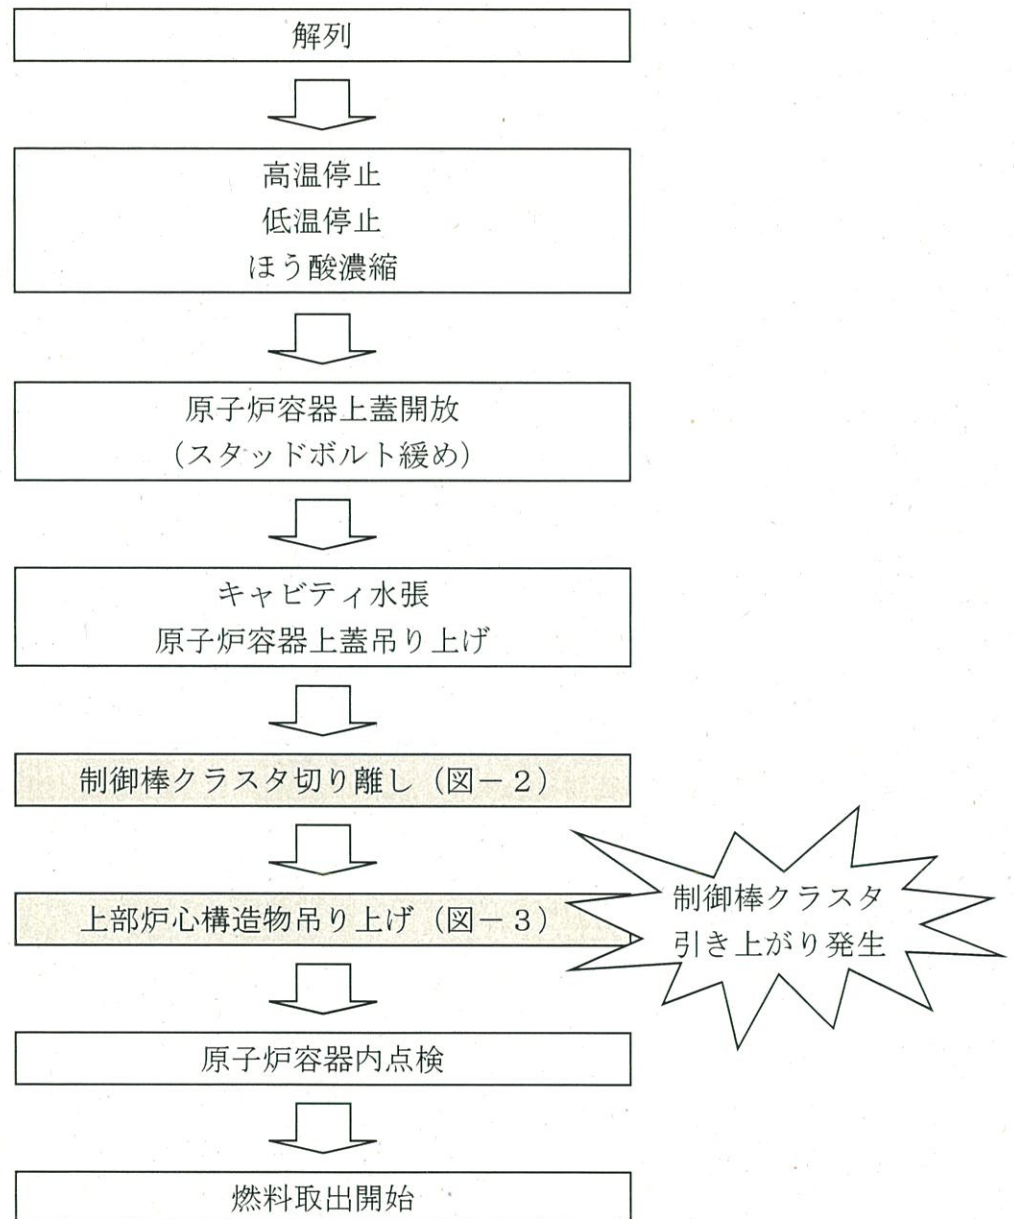 解列
高温停止
低温停止
ほう酸濃縮
原子炉容器上蓋開放
(スタッドボルト緩め)
キャビティ水張
原子炉容器上蓋吊り上げ
制御棒クラスタ切り離し(図-2)
上部炉心構造物吊り上げ(図-3)
制御棒クラスタ
引き上がり発生
原子炉容器内点検
燃料取出開始